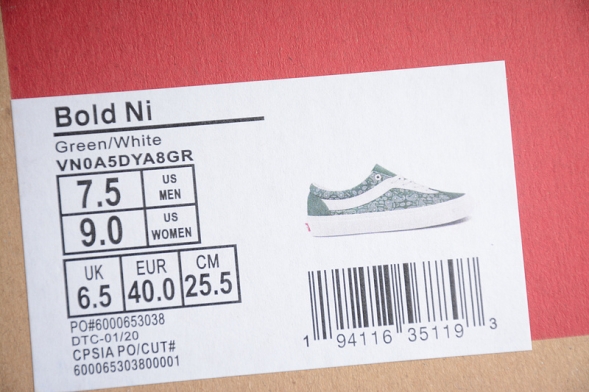 Bold Ni
Green/White
VN0A5DYA8GR
7.5 US MEN
9.0 US WOMEN
UK EUR CM
6.5 40.0 25.5
PO#6000653038
DTC-01/20
CPSIA PO/CUT#
600065303800001
1 94116 35119 3